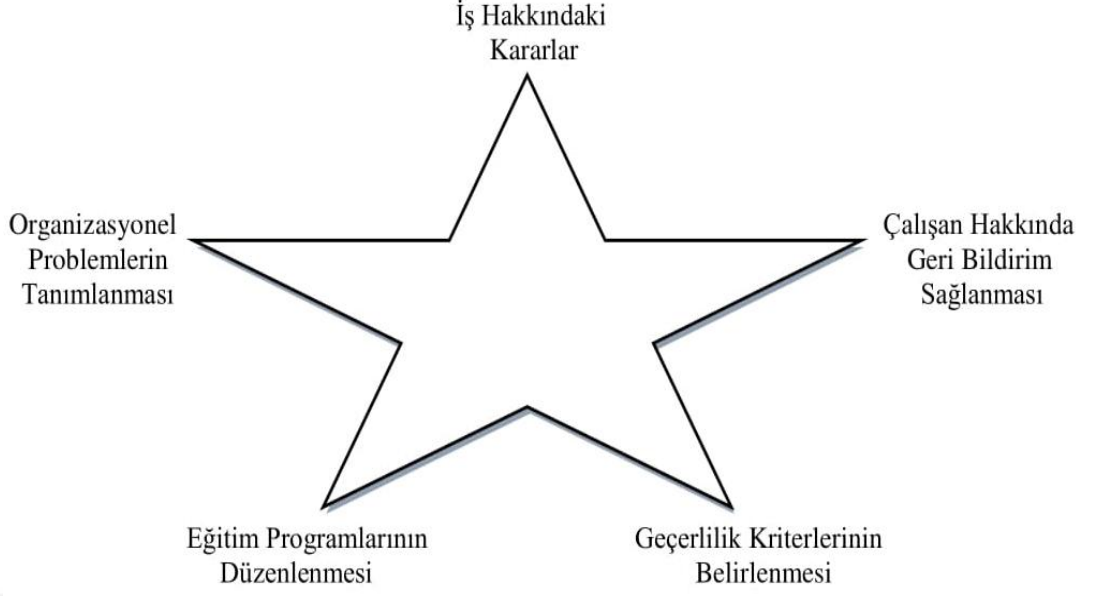 İş Hakkındaki
Kararlar
Organizasyonel
Problemlerin
Tanımlanması
Çalışan Hakkında
Geri Bildirim
Sağlanması
Eğitim Programlarının
Düzenlenmesi
Geçerlilik Kriterlerinin
Belirlenmesi